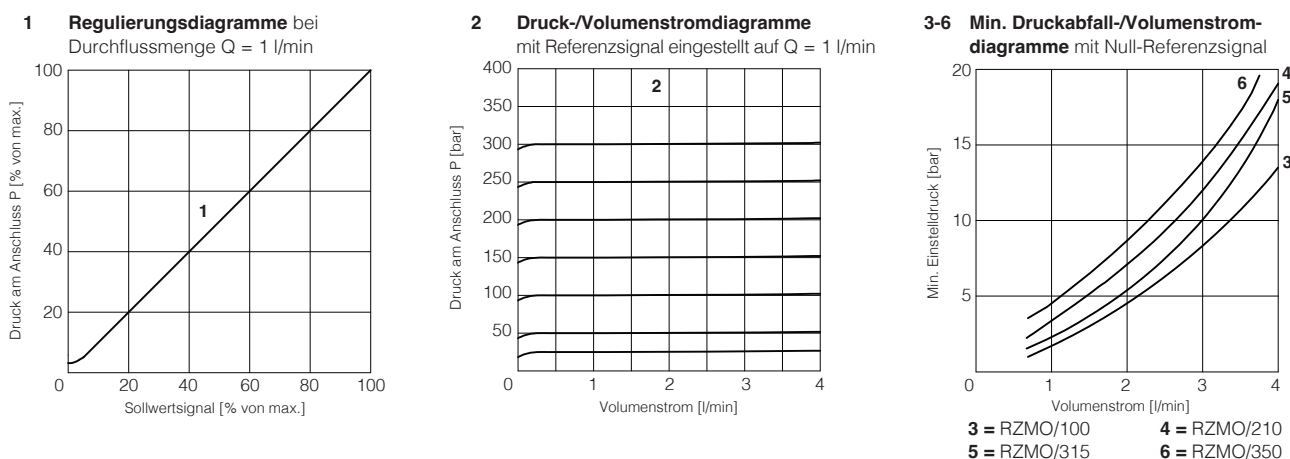 1 Regulierungsdiagramme bei
Durchflussmenge Q = 1 l/min
100
80
60
40
20
0
20
40
60
80
100
1
Druck am Anschluss P [% von max.]
Sollwertsignal [% von max.]
2 Druck-/Volumenstromdiagramme
mit Referenzsignal eingestellt auf Q = 1 l/min
400
350
300
250
200
150
100
50
0
1
2
3
4
2
Druck am Anschluss P [bar]
Volumenstrom [l/min]
3-6 Min. Druckabfall-/Volumenstrom-
diagramme mit Null-Referenzsignal
20
15
10
5
0
1
2
3
4
6
4
5
3
Min. Einstelldruck [bar]
Volumenstrom [l/min]
3 = RZMO/100 4 = RZMO/210
5 = RZMO/315 6 = RZMO/350